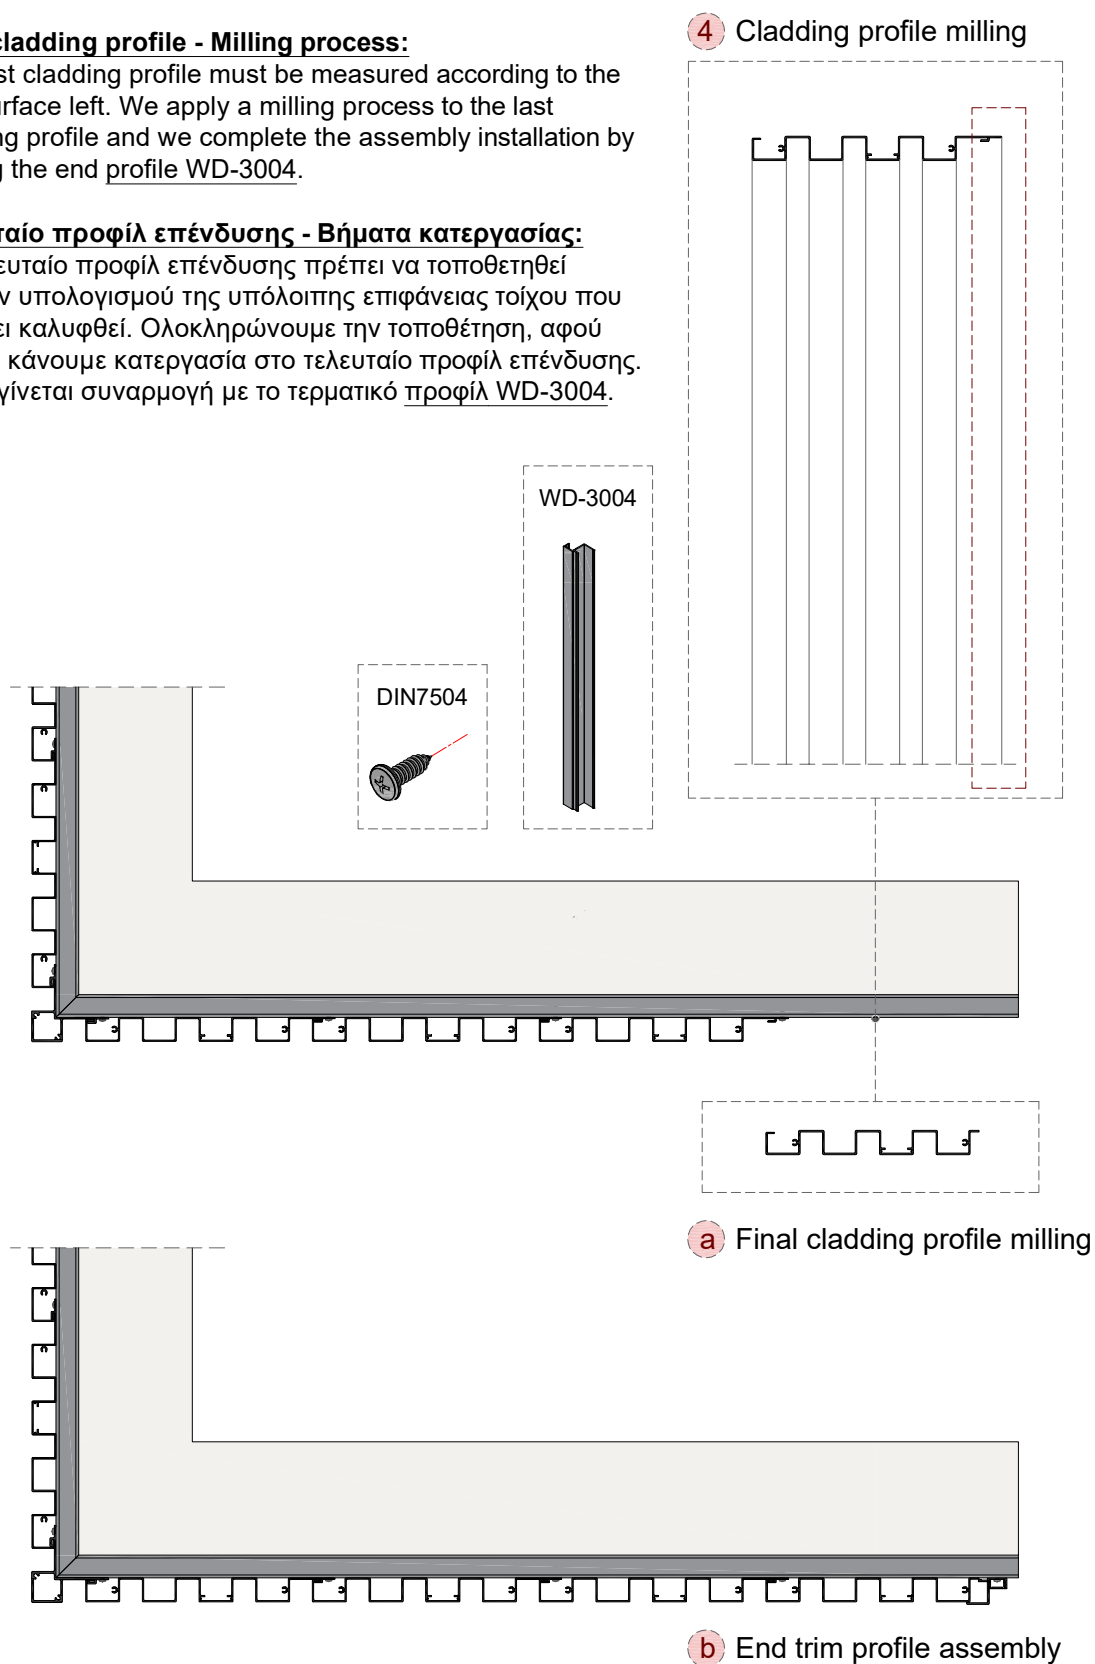 cladding profile - Milling process:
st cladding profile must be measured according to the
urface left. We apply a milling process to the last
ng profile and we complete the assembly installation by
g the end profile WD-3004.
ταίο προφίλ επένδυσης - Βήματα κατεργασίας:
ευταίο προφίλ επένδυσης πρέπει να τοποθετηθεί
ν υπολογισμού της υπόλοιπης επιφάνειας τοίχου που
ει καλυφθεί. Ολοκληρώνουμε την τοποθέτηση, αφού
κάνουμε κατεργασία στο τελευταίο προφίλ επένδυσης.
γίνεται συναρμογή με το τερματικό προφίλ WD-3004.
4 Cladding profile milling
WD-3004
DIN7504
a Final cladding profile milling
b End trim profile assembly